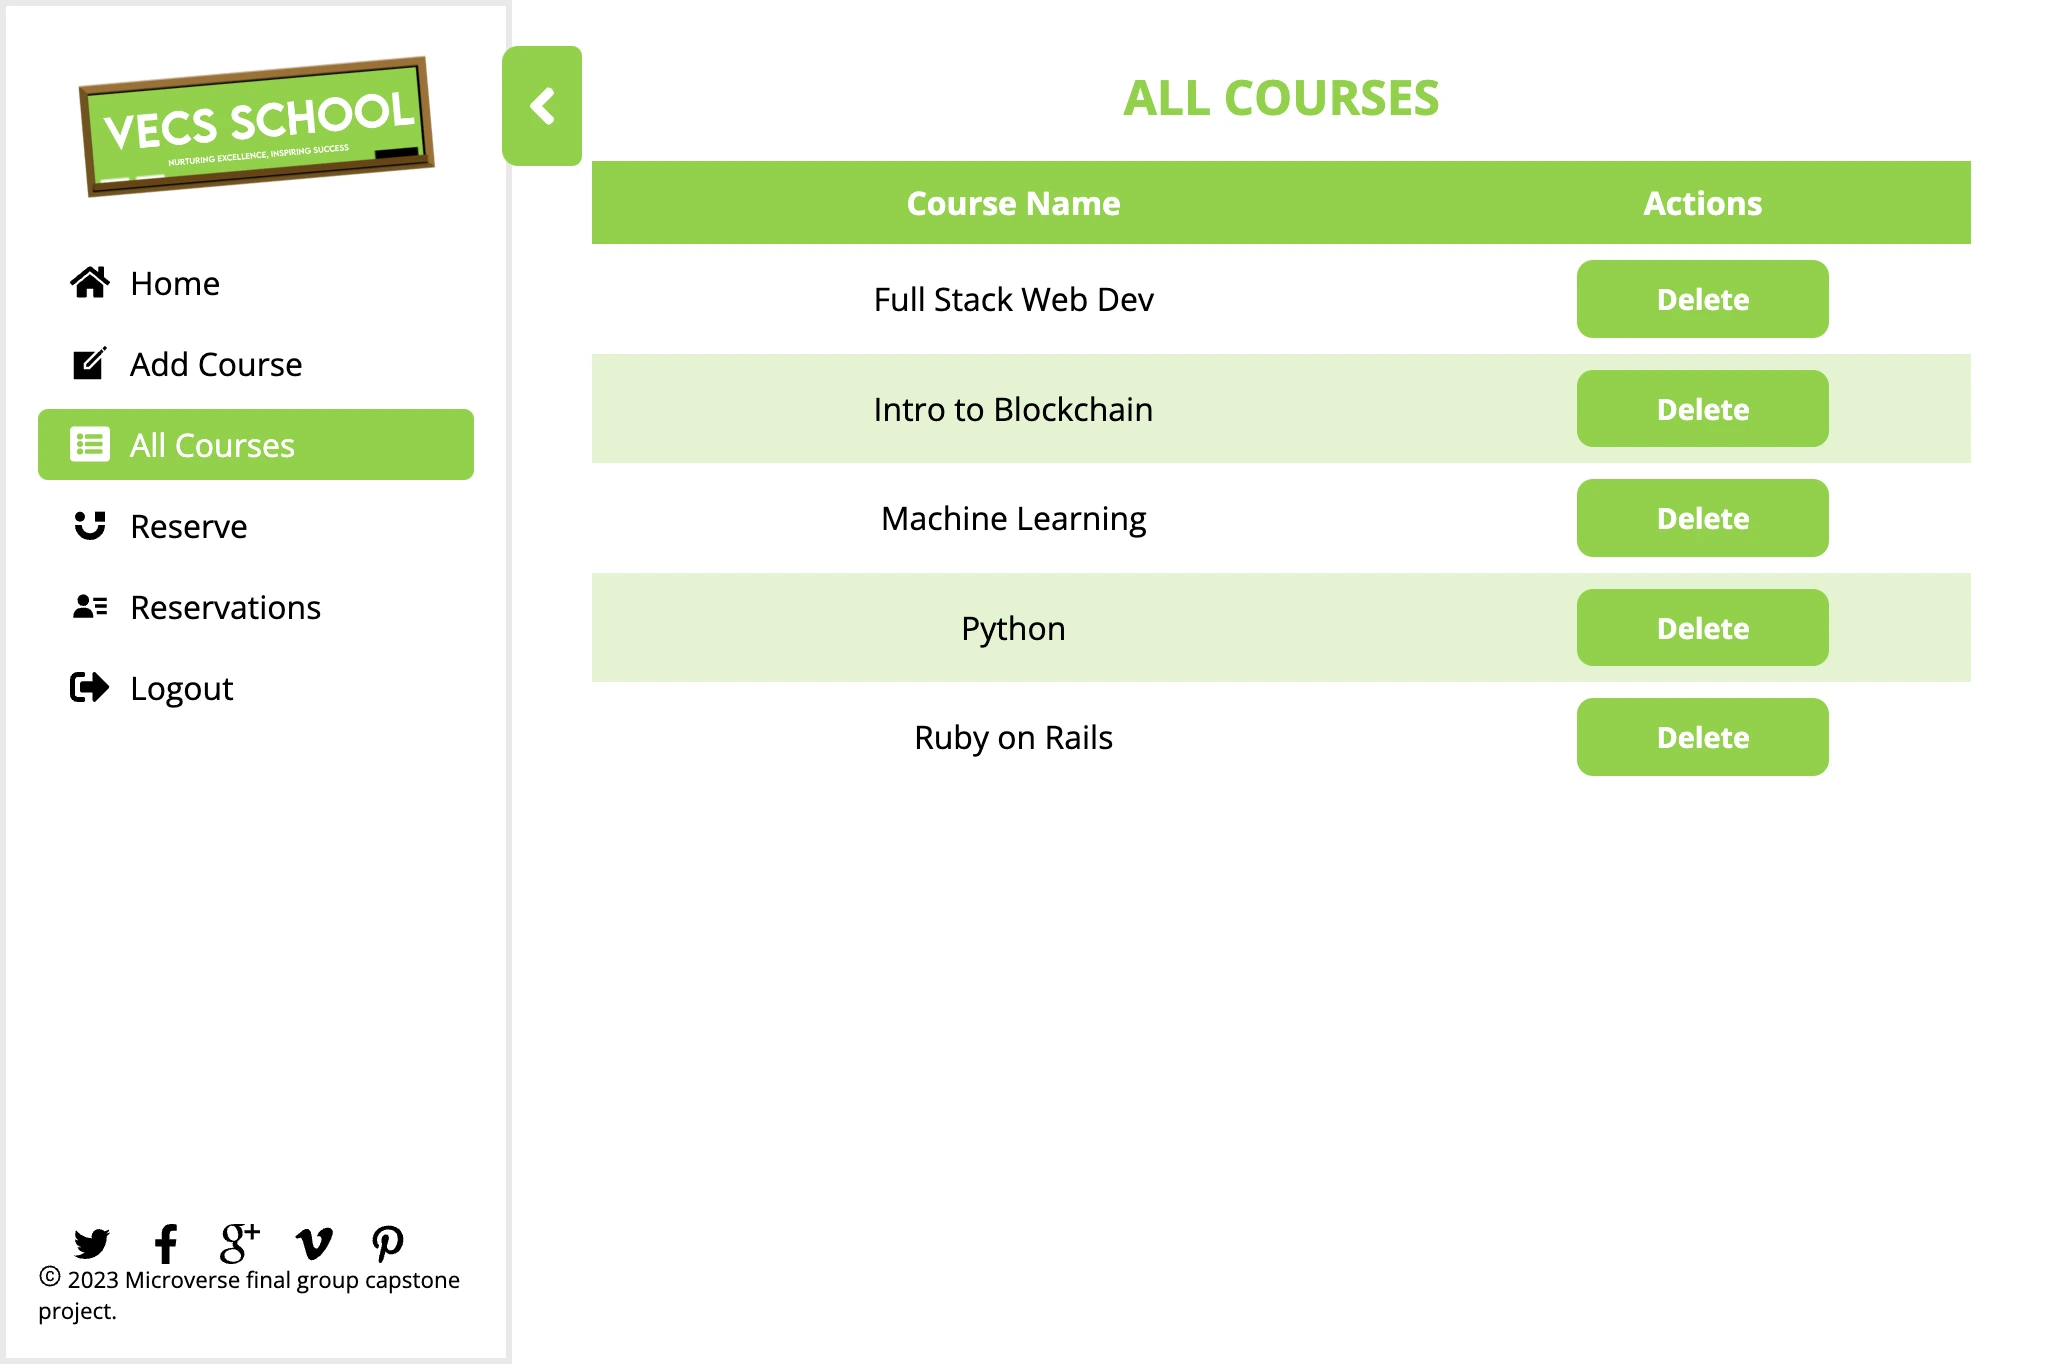 VECS SCHOOL
NURTURING EXCELLENCE, INSPIRING SUCCESS
Home
Add Course
All Courses
Reserve
Reservations
Logout
© 2023 Microverse final group capstone
project.
ALL COURSES
Course Name Actions
Full Stack Web Dev Delete
Intro to Blockchain Delete
Machine Learning Delete
Python Delete
Ruby on Rails Delete